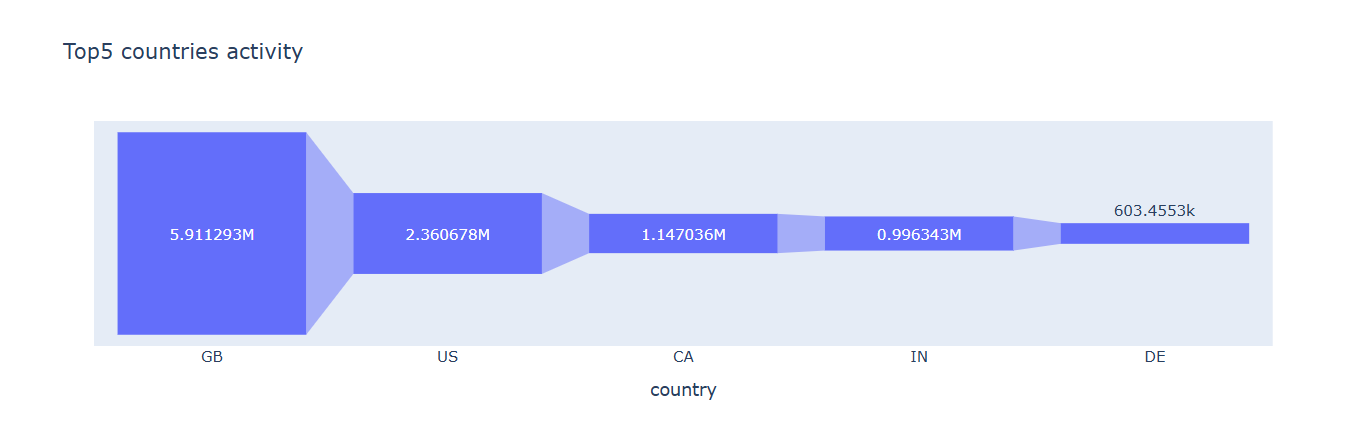 Top5 countries activity
603.4553k
5.911293M 2.360678M 1.147036M 0.996343M
GB US CA IN DE
country